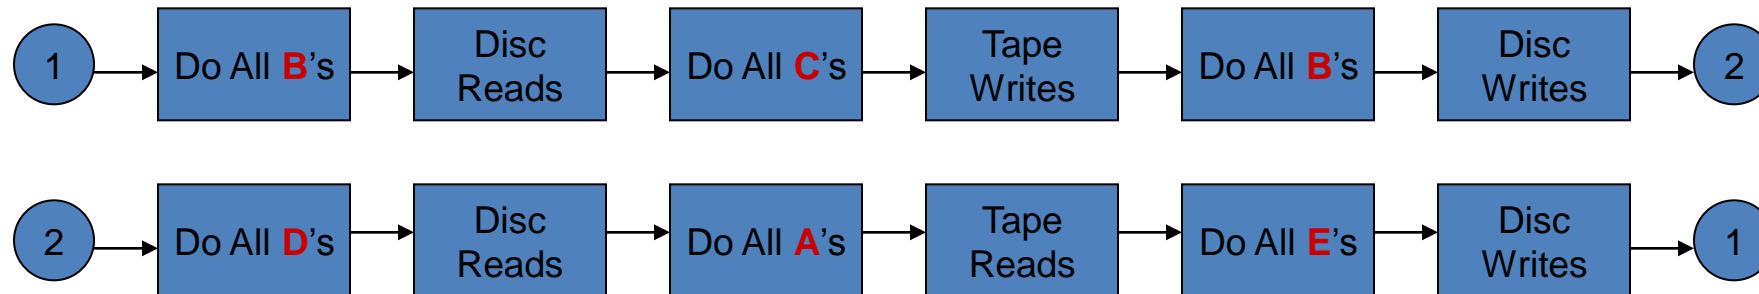 1
Do All B's
Disc
Reads
Do All C's
Tape
Writes
Do All B's
Disc
Writes
2
2
Do All D's
Disc
Reads
Do All A's
Tape
Reads
Do All E's
Disc
Writes
1